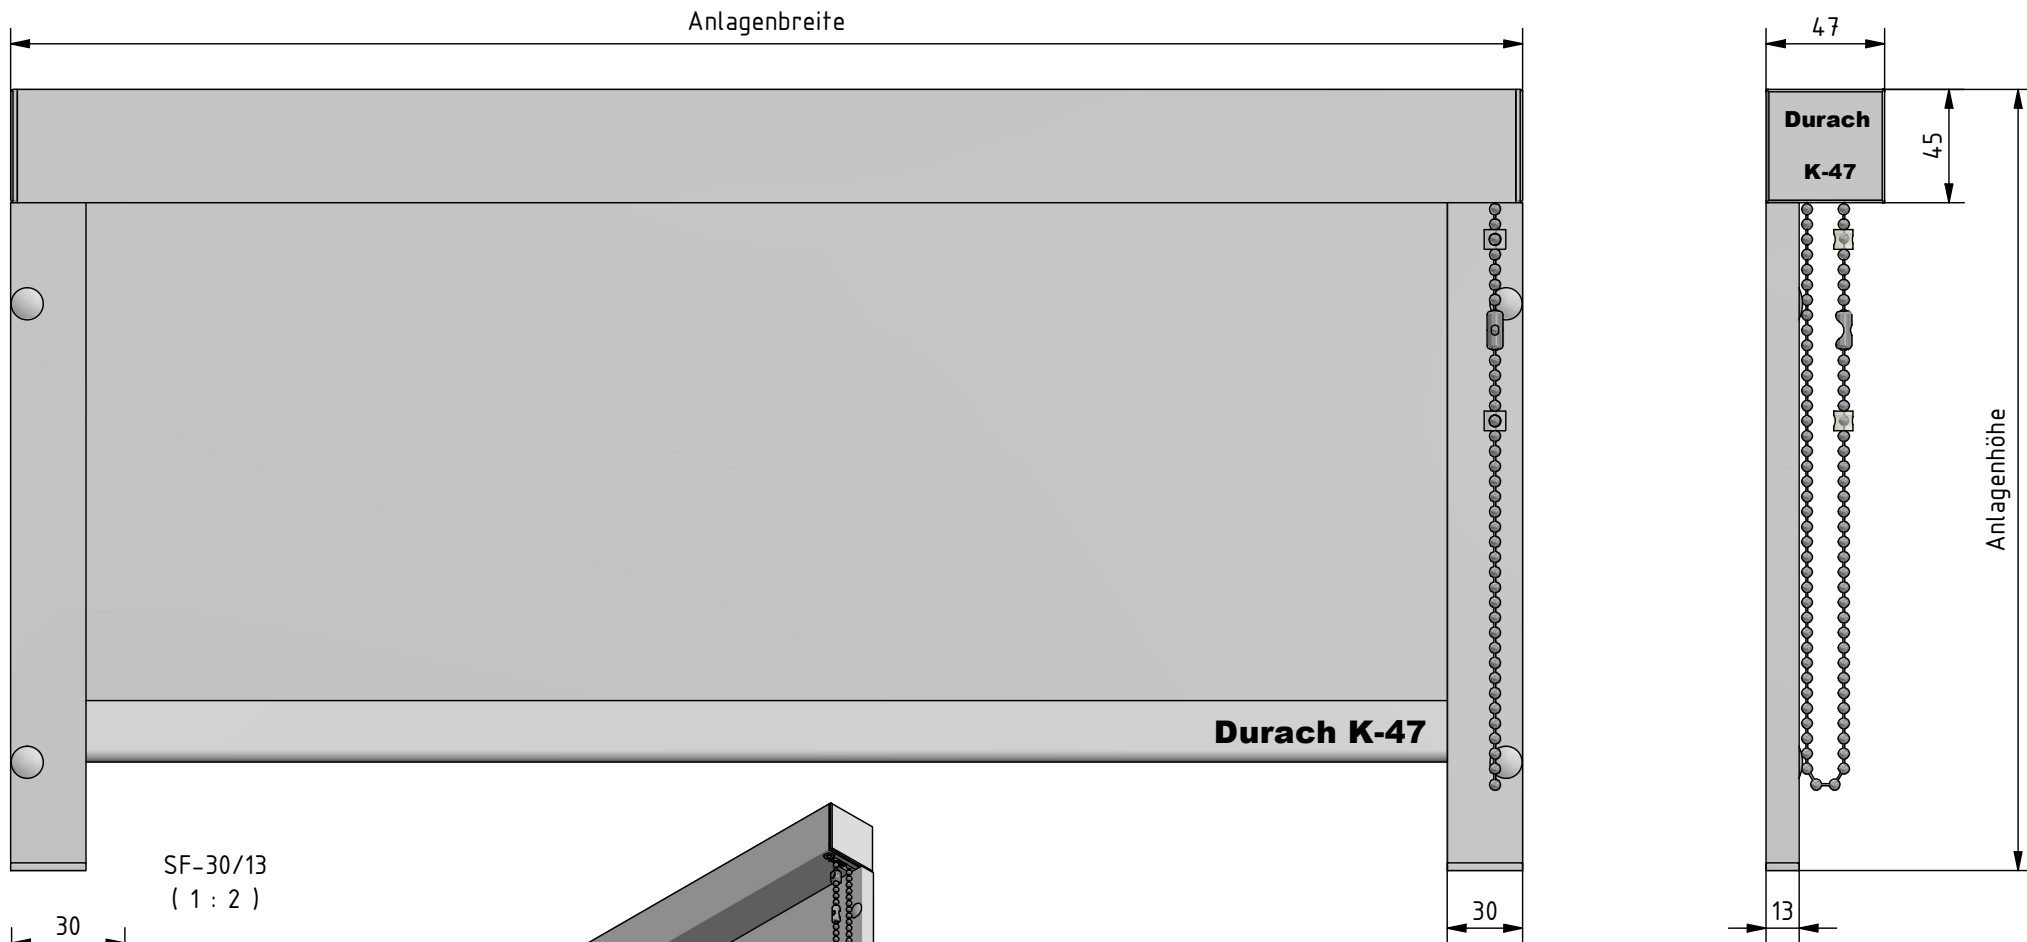 Anlagenbreite
47
Durach
K-47
45
Anlagenhöhe
Durach K-47
SF-30/13
( 1 : 2 )
30
30
13